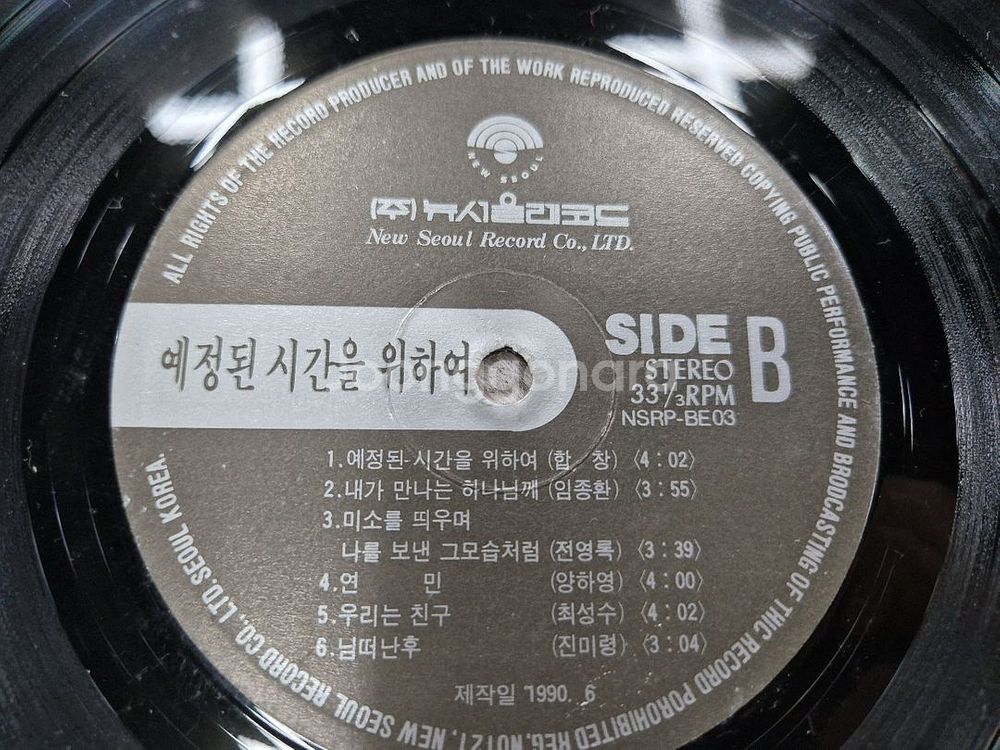 ALL RIGHTS OF THE RECORD PRODUCER AND OF THE WORK REPRODUCED RESERVED COPYING PUBLIC PERFORMANCE AND BRODCASTING OF THIC RECORD POROHIBITED REG. NO121, NEW SEOUL RECORD CO., LTD. SEOUL KOREA.
NEW SEOUL
(주)뉴서울레코드
New Seoul Record Co., LTD.
예정된 시간을 위하여
SIDE B
STEREO
33⅓RPM
NSRP-BE03
1.예정된 시간을 위하여 (합 창) 〈4:02〉
2.내가 만나는 하나님께 (임종환) 〈3:55〉
3.미소를 띄우며
나를 보낸 그모습처럼 (전영록) 〈3:39〉
4.연 민 (양하영) 〈4:00〉
5.우리는 친구 (최성수) 〈4:02〉
6.님떠난후 (진미령) 〈3:04〉
제작일 1990. 6